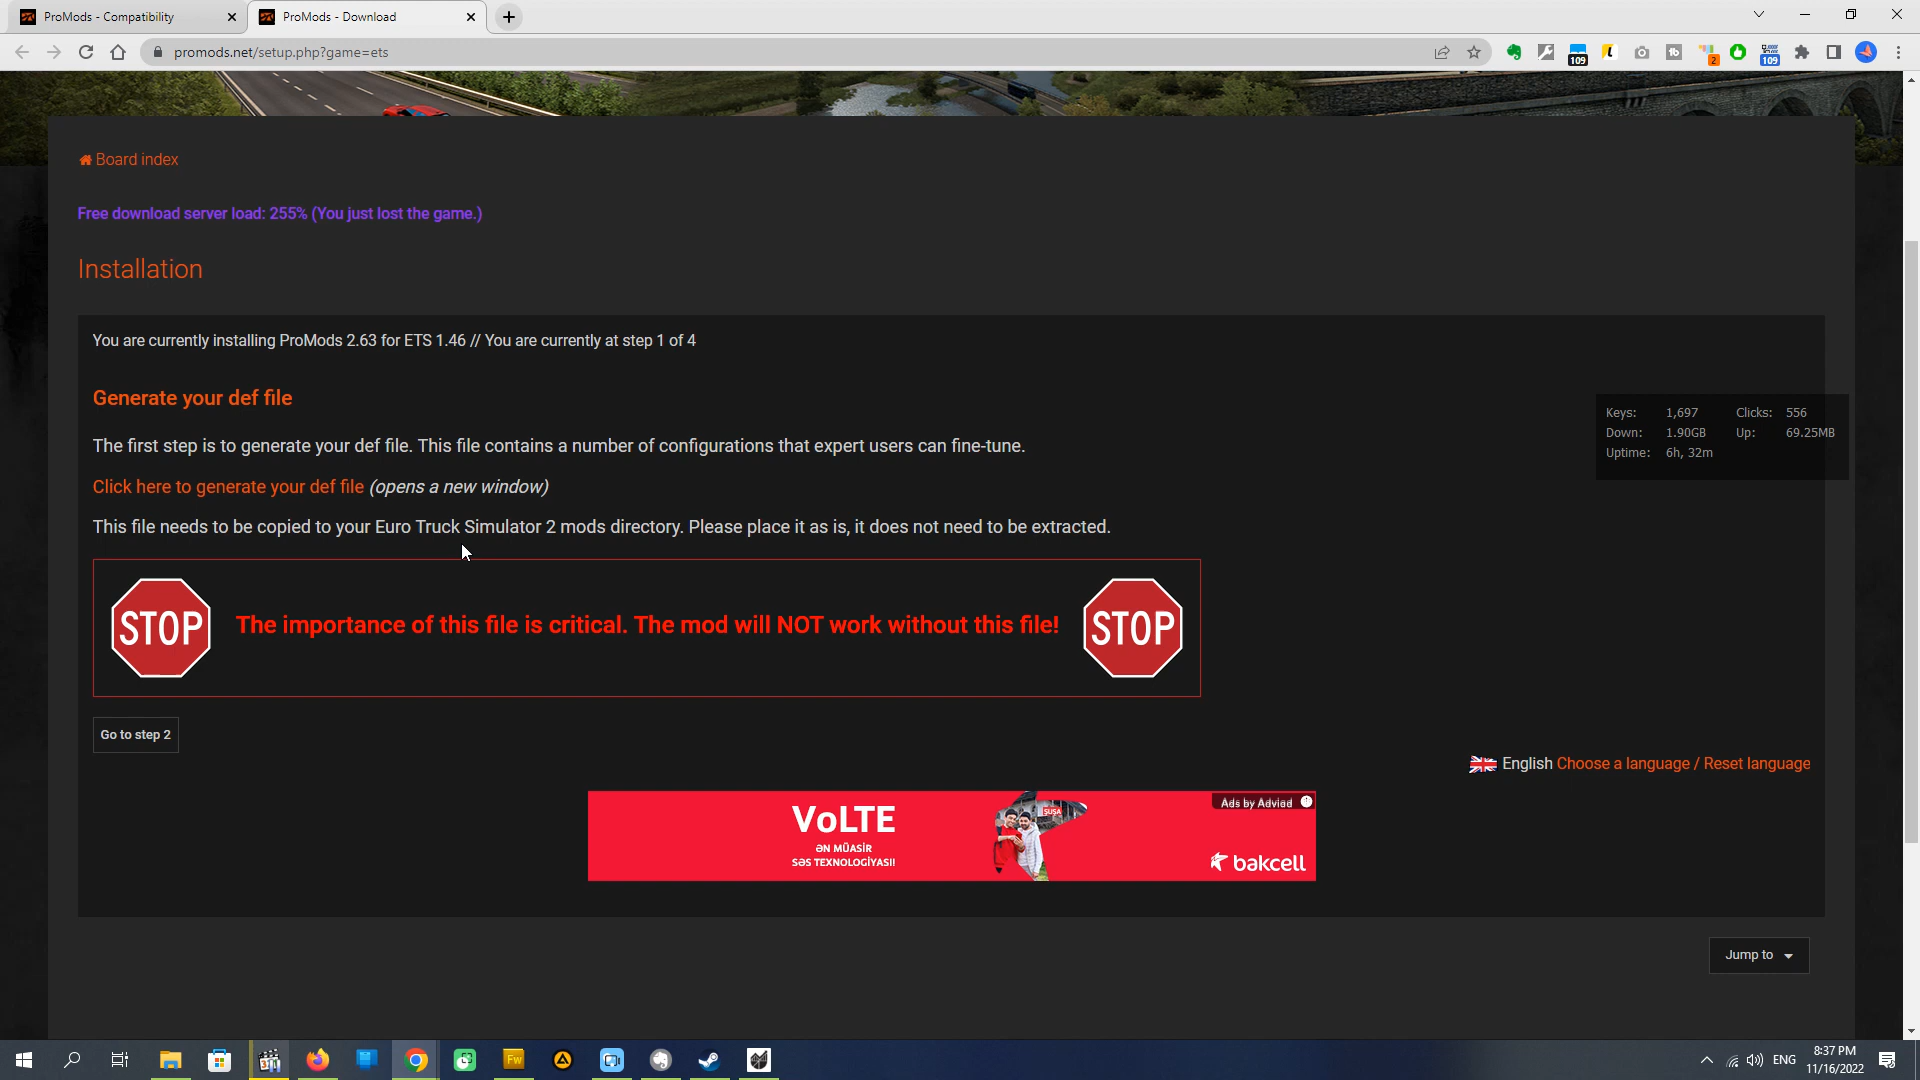 ProMods - Compatibility
ProMods - Download
promods.net/setup.php?game=ets
109
2
109
Board index
Free download server load: 255% (You just lost the game.)
Installation
You are currently installing ProMods 2.63 for ETS 1.46 // You are currently at step 1 of 4
Generate your def file
Keys: 1,697 Clicks: 556
Down: 1.90GB Up: 69.25MB
Uptime: 6h, 32m
The first step is to generate your def file. This file contains a number of configurations that expert users can fine-tune.
Click here to generate your def file (opens a new window)
This file needs to be copied to your Euro Truck Simulator 2 mods directory. Please place it as is, it does not need to be extracted.
STOP The importance of this file is critical. The mod will NOT work without this file! STOP
Go to step 2
English Choose a language / Reset language
Ads by Adviad
VoLTE
ƏN MÜASİR
SƏS TEXNOLOGİYASI!
ŞUŞA
bakcell
Jump to
Fw
ENG
8:37 PM
11/16/2022